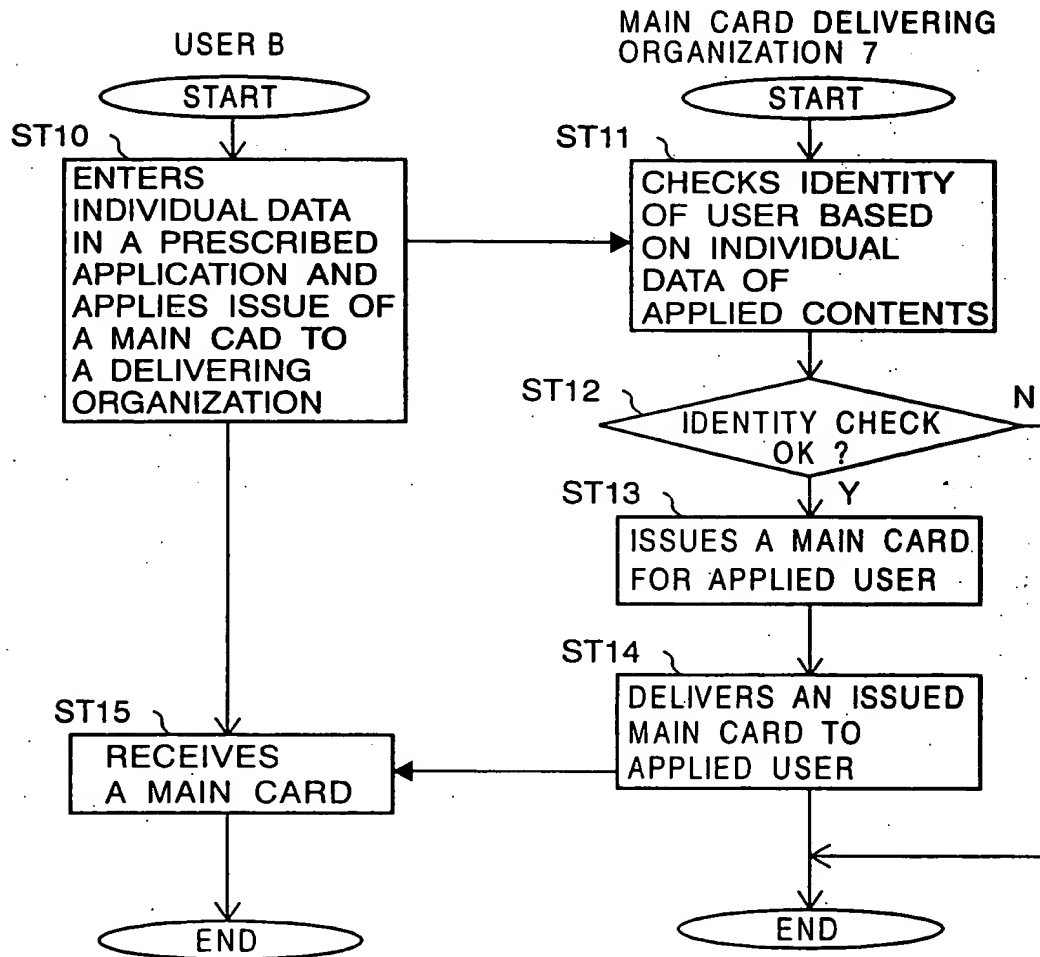 USER B
START
ST10
ENTERS
INDIVIDUAL DATA
IN A PRESCRIBED
APPLICATION AND
APPLIES ISSUE OF
A MAIN CAD TO
A DELIVERING
ORGANIZATION
ST15
RECEIVES
A MAIN CARD
END
MAIN CARD DELIVERING
ORGANIZATION 7
START
ST11
CHECKS IDENTITY
OF USER BASED
ON INDIVIDUAL
DATA OF
APPLIED CONTENTS
ST12
IDENTITY CHECK
OK ?
N
Y
ST13
ISSUES A MAIN CARD
FOR APPLIED USER
ST14
DELIVERS AN ISSUED
MAIN CARD TO
APPLIED USER
END